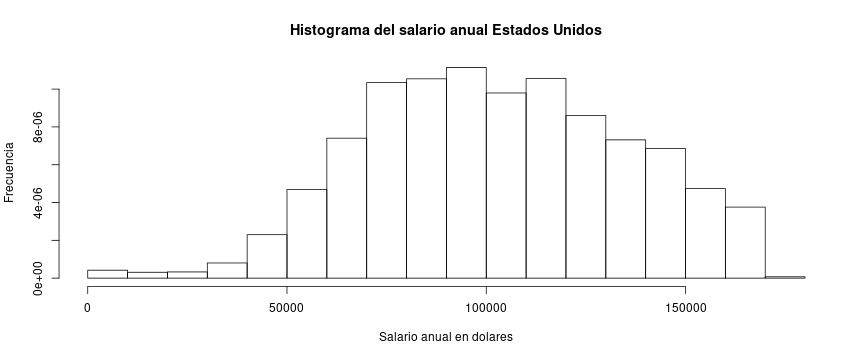 Histograma del salario anual Estados Unidos
Frecuencia
8e-06
4e-06
0e+00
0 50000 100000 150000
Salario anual en dolares